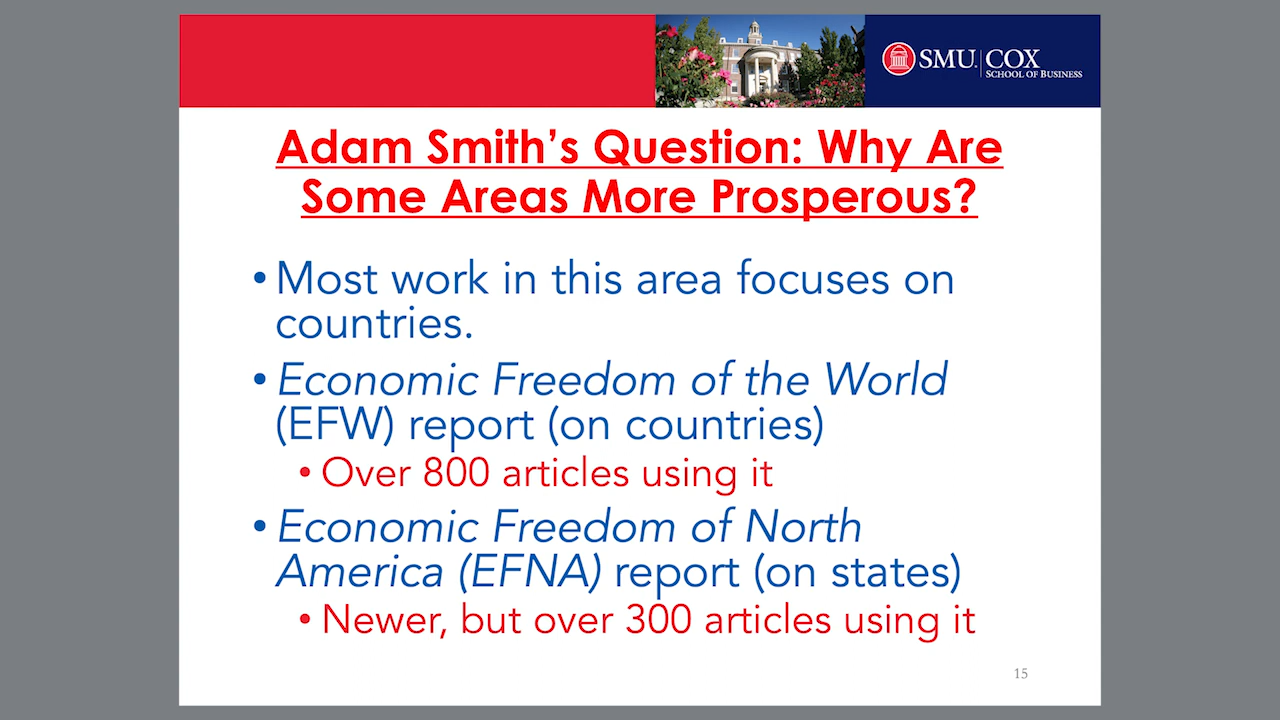 SMU. | COX
SCHOOL OF BUSINESS
Adam Smith’s Question: Why Are
Some Areas More Prosperous?
• Most work in this area focuses on
countries.
• Economic Freedom of the World
(EFW) report (on countries)
• Over 800 articles using it
• Economic Freedom of North
America (EFNA) report (on states)
• Newer, but over 300 articles using it
15